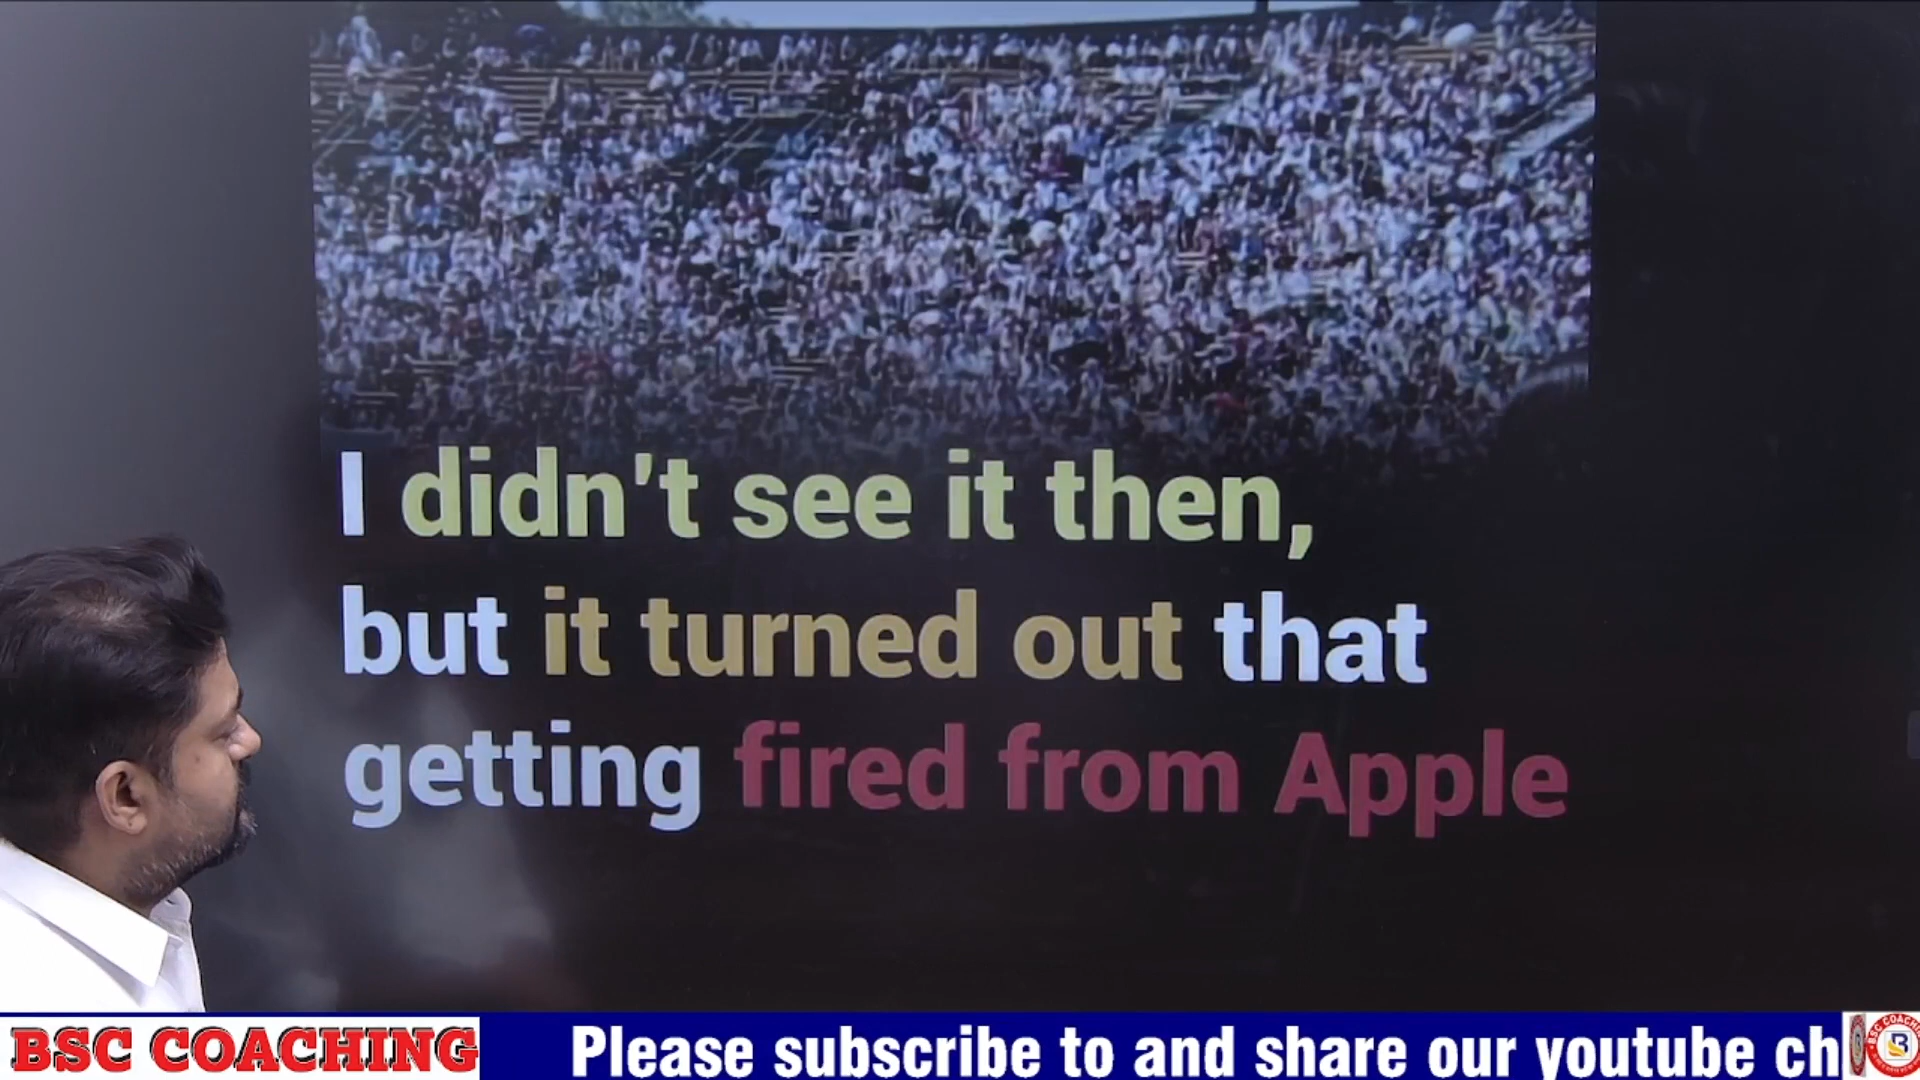 I didn't see it then,
but it turned out that
getting fired from Apple
BSC COACHING
Please subscribe to and share our youtube ch